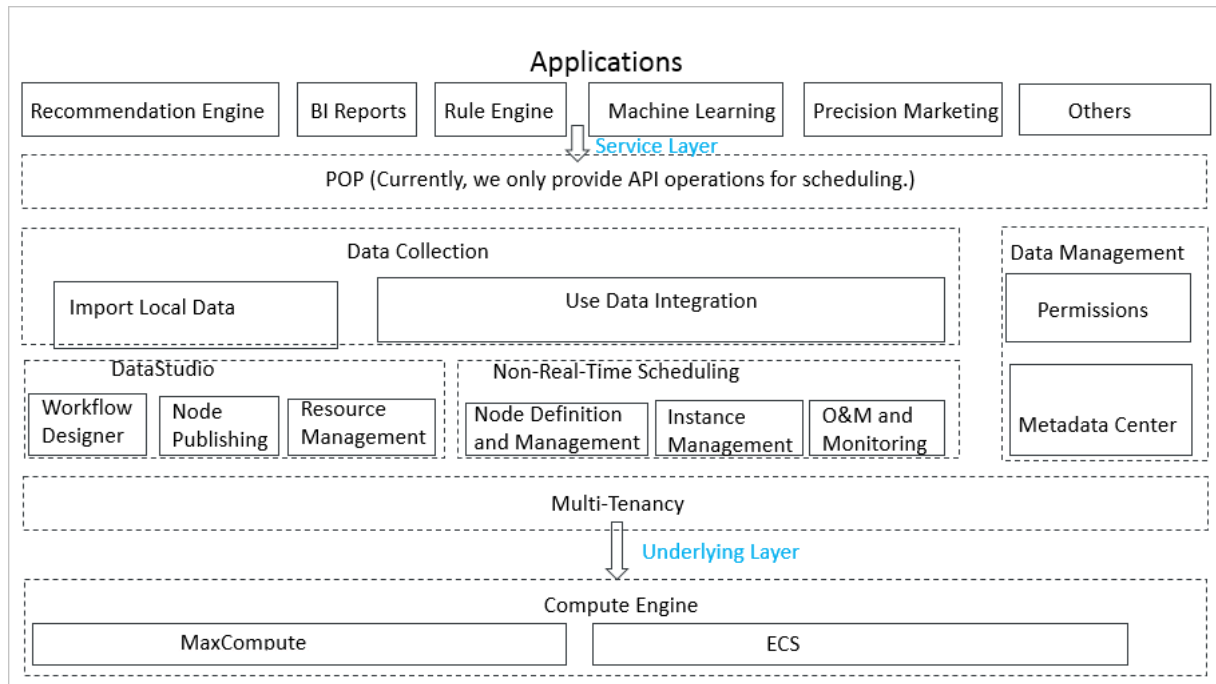 Applications
Recommendation Engine
BI Reports
Rule Engine
Machine Learning
Precision Marketing
Others
Service Layer
POP (Currently, we only provide API operations for scheduling.)
Data Collection
Import Local Data
Use Data Integration
Data Management
Permissions
Metadata Center
DataStudio
Workflow
Designer
Node
Publishing
Resource
Management
Non-Real-Time Scheduling
Node Definition
and Management
Instance
Management
O&M and
Monitoring
Multi-Tenancy
Underlying Layer
Compute Engine
MaxCompute
ECS